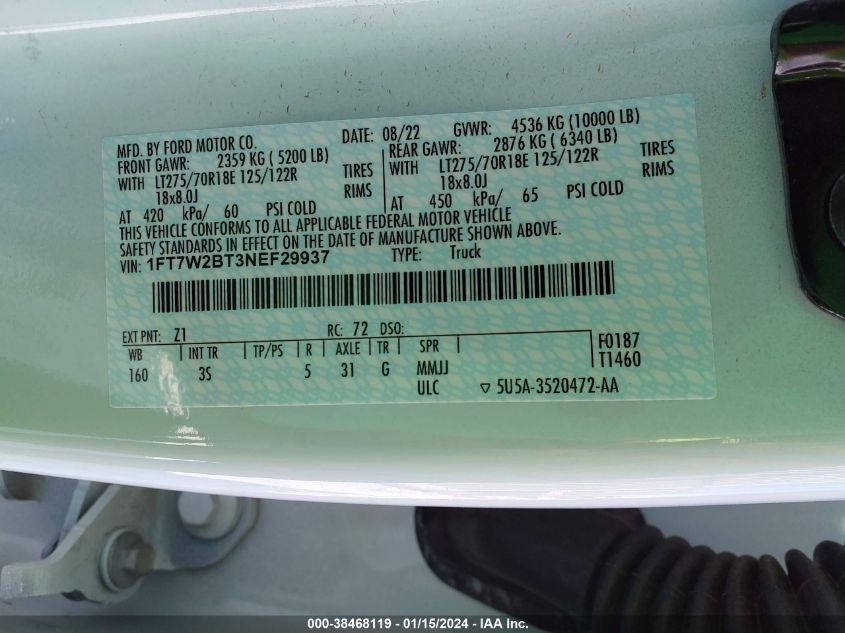 MFD. BY FORD MOTOR CO. DATE: 08/22 GVWR: 4536 KG (10000 LB)
FRONT GAWR: 2359 KG ( 5200 LB) REAR GAWR: 2876 KG ( 6340 LB)
WITH LT275/70R18E 125/122R TIRES WITH LT275/70R18E 125/122R TIRES
18x8.0J RIMS 18x8.0J RIMS
AT 420 kPa/ 60 PSI COLD AT 450 kPa/ 65 PSI COLD
THIS VEHICLE CONFORMS TO ALL APPLICABLE FEDERAL MOTOR VEHICLE
SAFETY STANDARDS IN EFFECT ON THE DATE OF MANUFACTURE SHOWN ABOVE.
VIN: 1FT7W2BT3NEF29937 TYPE: Truck
EXT PNT: Z1 RC: 72 DSO: F0187
WB INT TR TP/PS R AXLE TR SPR T1460
160 3S 5 31 G MMJJ
ULC ▽ 5U5A-3520472-AA
000-38468119 - 01/15/2024 - IAA Inc.